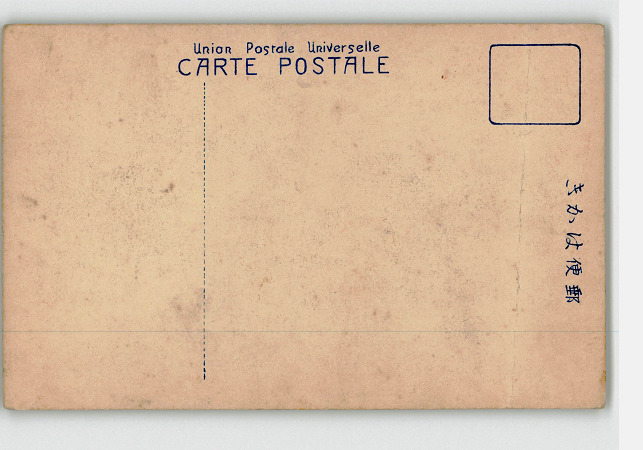 Union Postale Universelle
CARTE POSTALE
郵便はかき